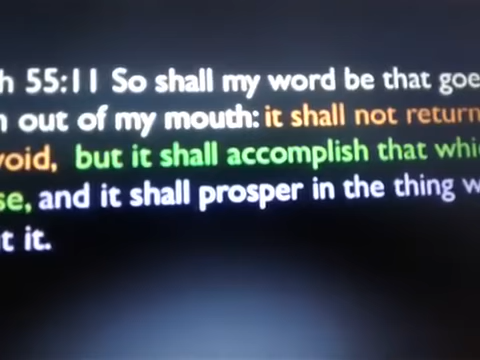 h 55:11 So shall my word be that goe
n out of my mouth: it shall not return
void, but it shall accomplish that whi
se, and it shall prosper in the thing w
t it.